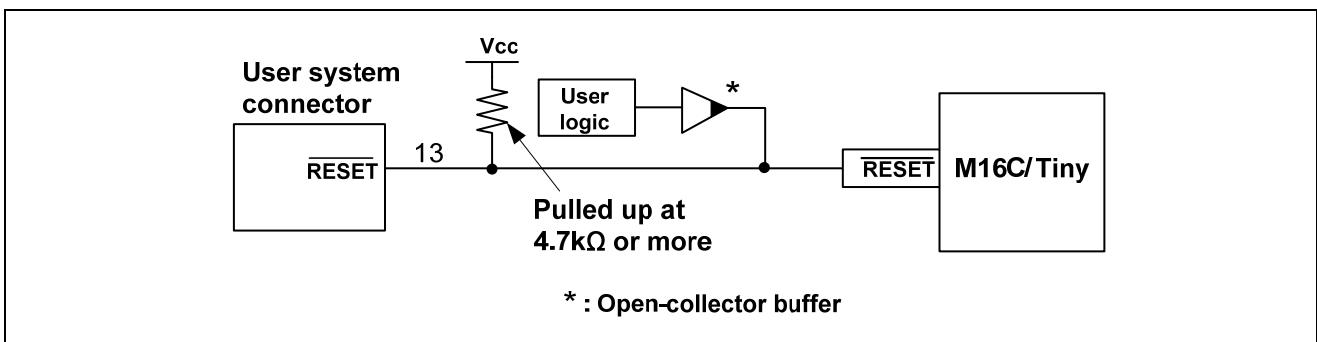 Vcc
User system
connector
User
logic
*
RESET
13
RESET
M16C/Tiny
Pulled up at
4.7kΩ or more
* : Open-collector buffer